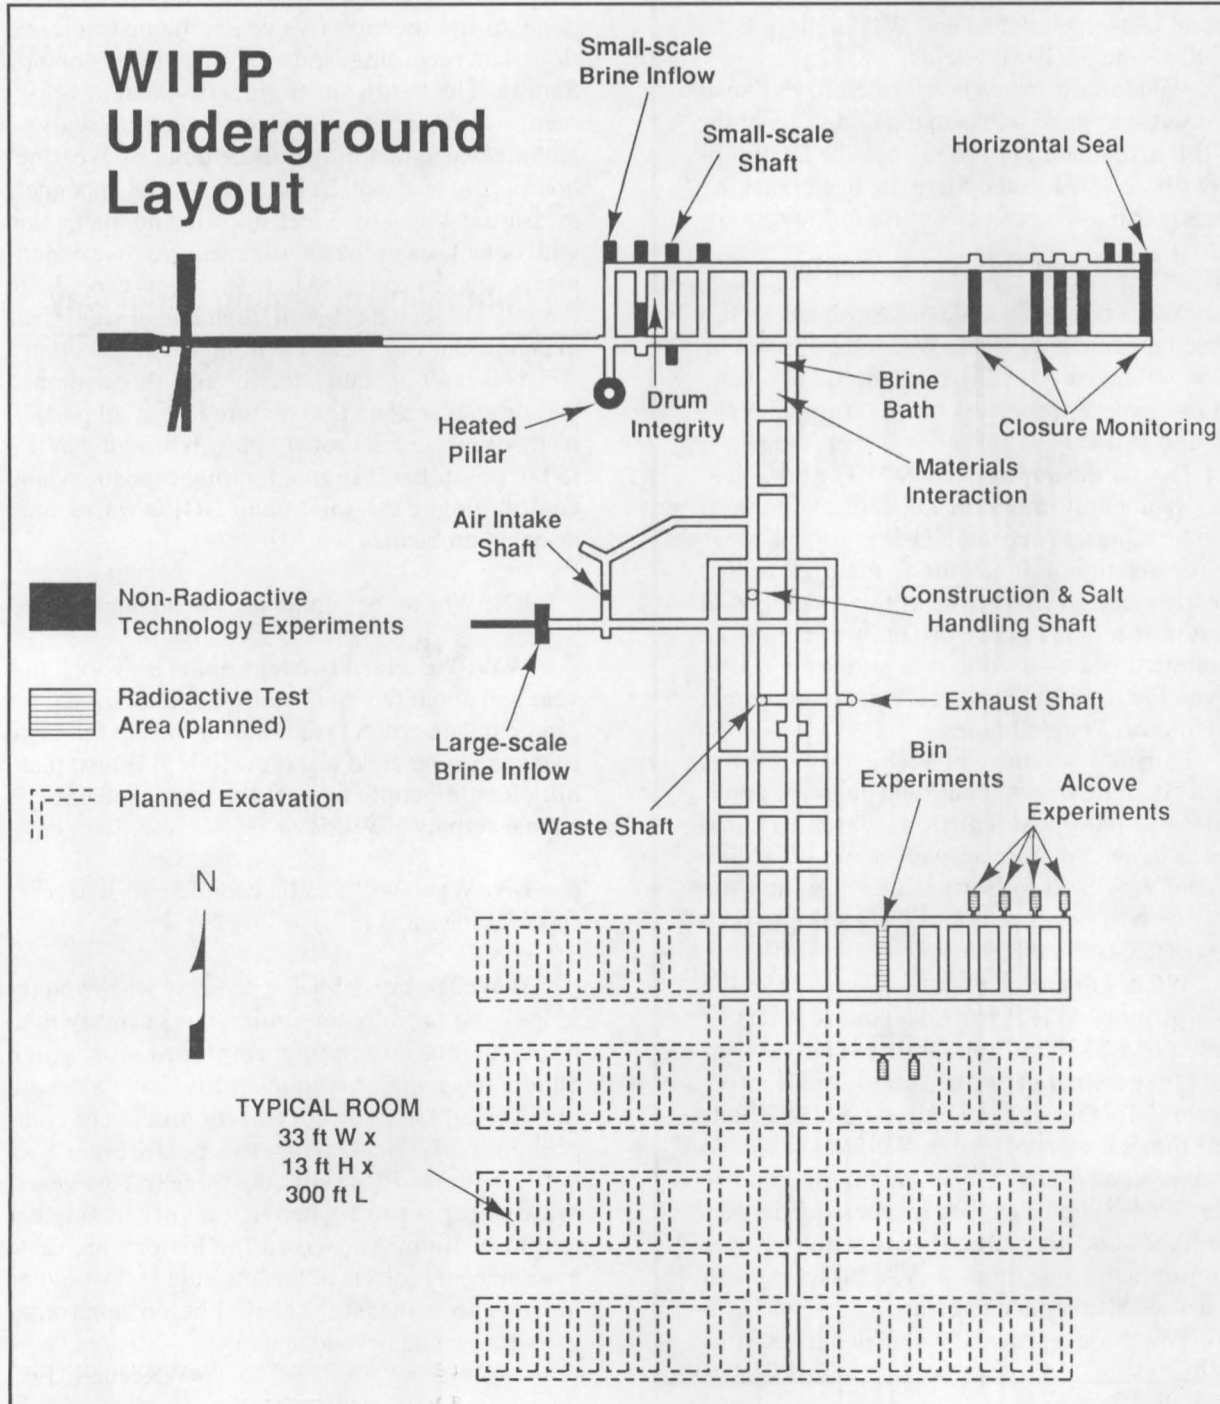 WIPP
Underground
Layout
Small-scale
Brine Inflow
Small-scale
Shaft
Horizontal Seal
Heated
Pillar
Drum
Integrity
Brine
Bath
Closure Monitoring
Materials
Interaction
Air Intake
Shaft
Non-Radioactive
Technology Experiments
Construction & Salt
Handling Shaft
Radioactive Test
Area (planned)
Exhaust Shaft
Large-scale
Brine Inflow
Bin
Experiments
Alcove
Experiments
Planned Excavation
Waste Shaft
N
TYPICAL ROOM
33 ft W x
13 ft H x
300 ft L